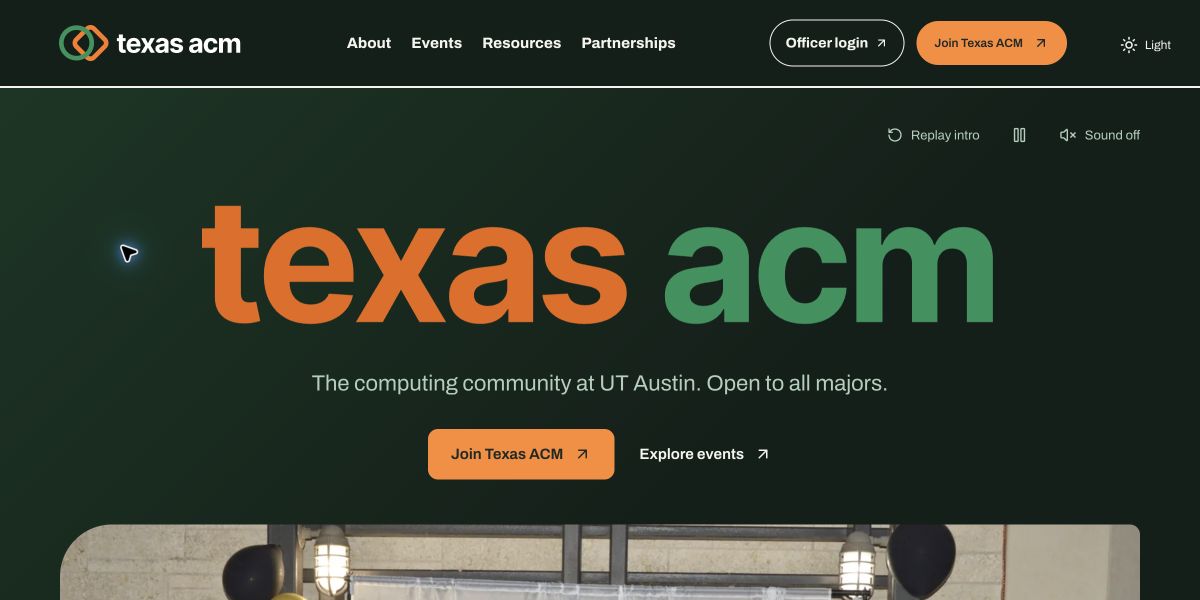 texas acm
About Events Resources Partnerships
Officer login
Join Texas ACM
Light
Replay intro
Sound off
texas acm
The computing community at UT Austin. Open to all majors.
Join Texas ACM
Explore events